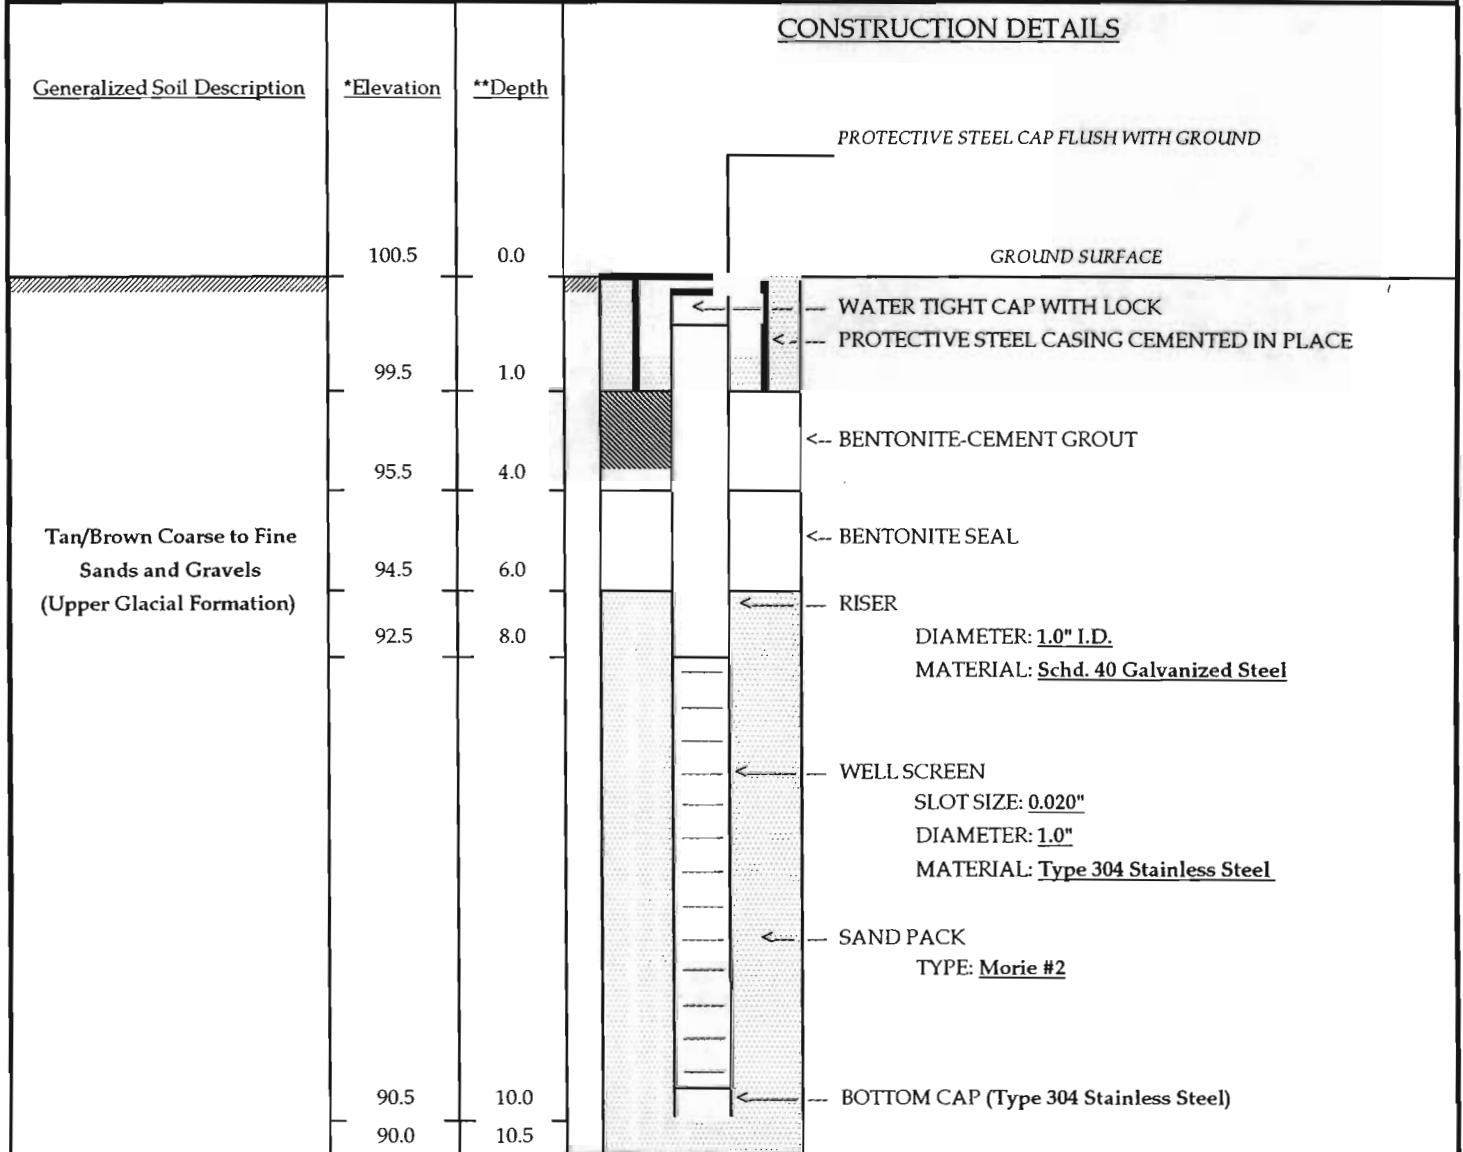 CONSTRUCTION DETAILS
Generalized Soil Description *Elevation **Depth
PROTECTIVE STEEL CAP FLUSH WITH GROUND
100.5 0.0 GROUND SURFACE
WATER TIGHT CAP WITH LOCK
PROTECTIVE STEEL CASING CEMENTED IN PLACE
99.5 1.0
BENTONITE-CEMENT GROUT
95.5 4.0
Tan/Brown Coarse to Fine BENTONITE SEAL
Sands and Gravels 94.5 6.0
(Upper Glacial Formation) RISER
92.5 8.0 DIAMETER: 1.0" I.D.
MATERIAL: Schd. 40 Galvanized Steel
WELL SCREEN
SLOT SIZE: 0.020"
DIAMETER: 1.0"
MATERIAL: Type 304 Stainless Steel
SAND PACK
TYPE: Morie #2
90.5 10.0 BOTTOM CAP (Type 304 Stainless Steel)
90.0 10.5